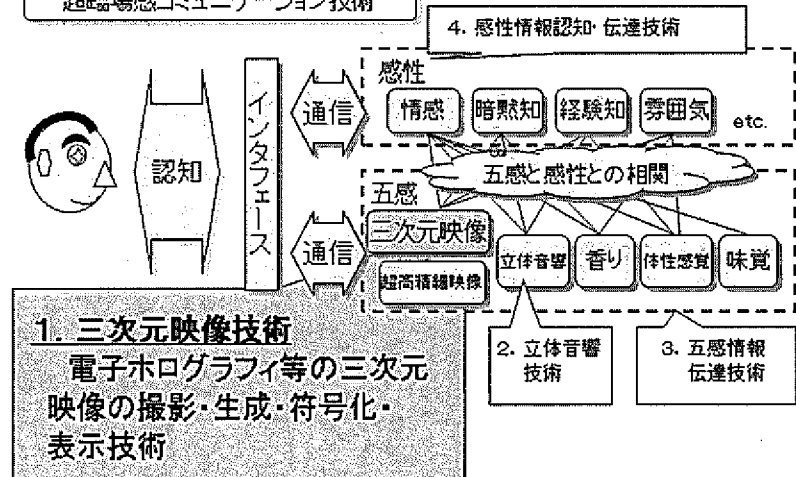 超臨場感コミュニケーション技術
4. 感性情報認知・伝達技術
感性
情感
暗黙知
経験知
雰囲気
etc.
通信
インタフェース
認知
五感と感性との相関
五感
三次元映像
超高精細映像
立体音響
香り
体性感覚
味覚
通信
1. 三次元映像技術
電子ホログラフィ等の三次元
映像の撮影・生成・符号化・
表示技術
2. 立体音響
技術
3. 五感情報
伝達技術